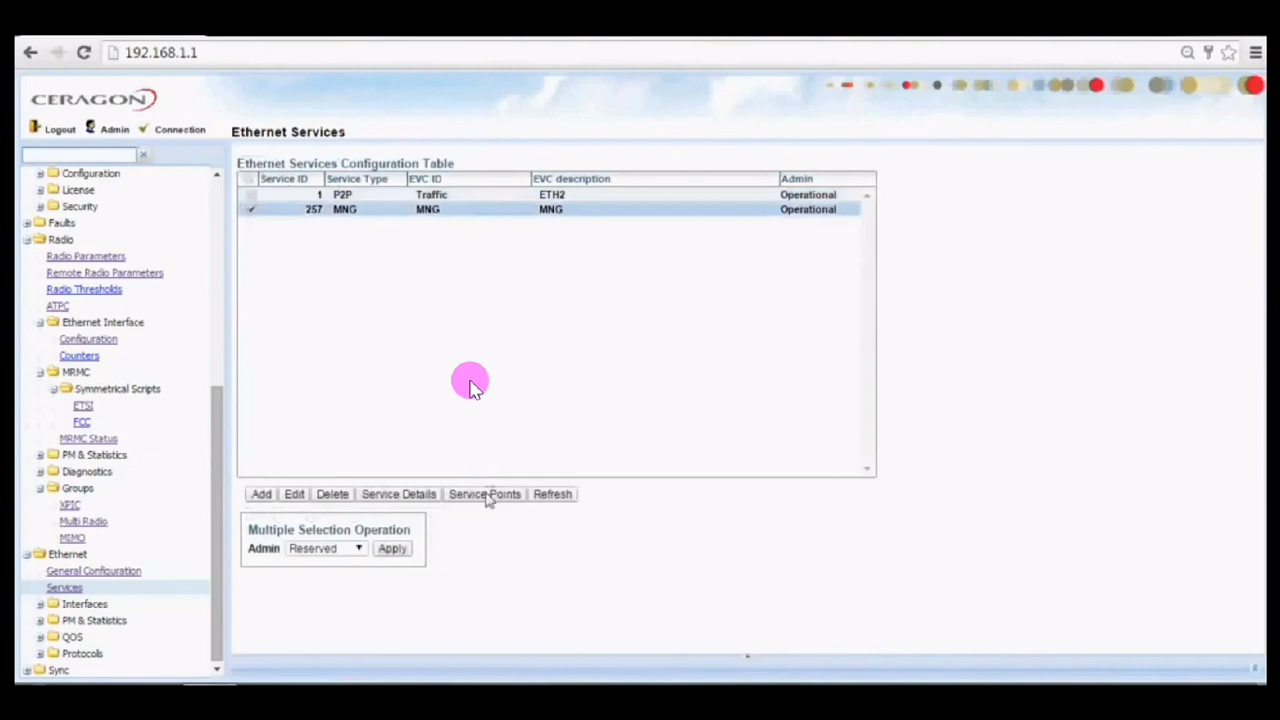 192.168.1.1
CERAGON
Logout Admin Connection
Ethernet Services
Configuration
License
Security
Faults
Radio
Radio Parameters
Remote Radio Parameters
Radio Thresholds
ATPC
Ethernet Interface
Configuration
Counters
MRMC
Symmetrical Scripts
ETSI
FCC
MRMC Status
PM & Statistics
Diagnostics
Groups
XPIC
Multi Radio
MIMO
Ethernet
General Configuration
Services
Interfaces
PM & Statistics
QOS
Protocols
Sync
Ethernet Services Configuration Table
Service ID Service Type EVC ID EVC description Admin
1 P2P Traffic ETH2 Operational
257 MNG MNG MNG Operational
Add Edit Delete Service Details Service Points Refresh
Multiple Selection Operation
Admin Reserved Apply